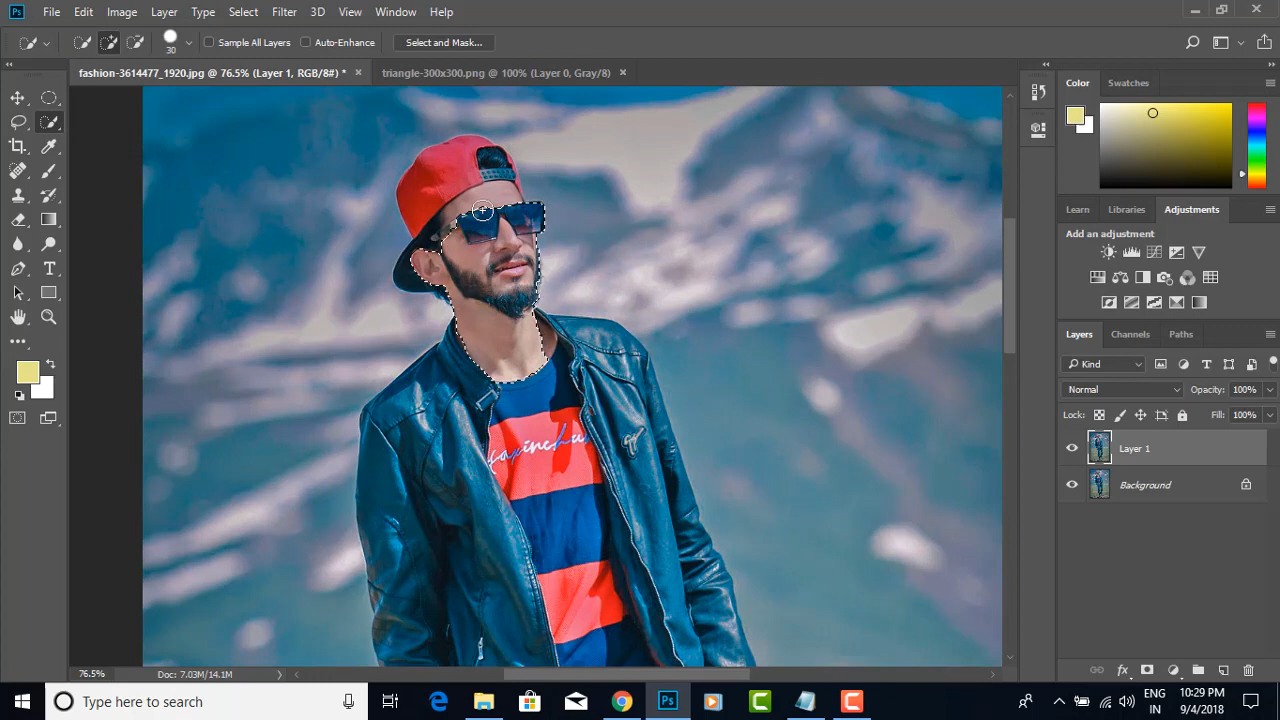 Ps File Edit Image Layer Type Select Filter 3D View Window Help
30 Sample All Layers Auto-Enhance Select and Mask...
fashion-3614477_1920.jpg @ 76.5% (Layer 1, RGB/8#) * × triangle-300x300.png @ 100% (Layer 0, Gray/8) ×
Color Swatches
Learn Libraries Adjustments
Add an adjustment
Layers Channels Paths
Kind
Normal Opacity: 100%
Lock: Fill: 100%
Layer 1
Background
76.5% Doc: 7.03M/14.1M
Type here to search
Ps
ENG
IN
10:29 PM
9/4/2018